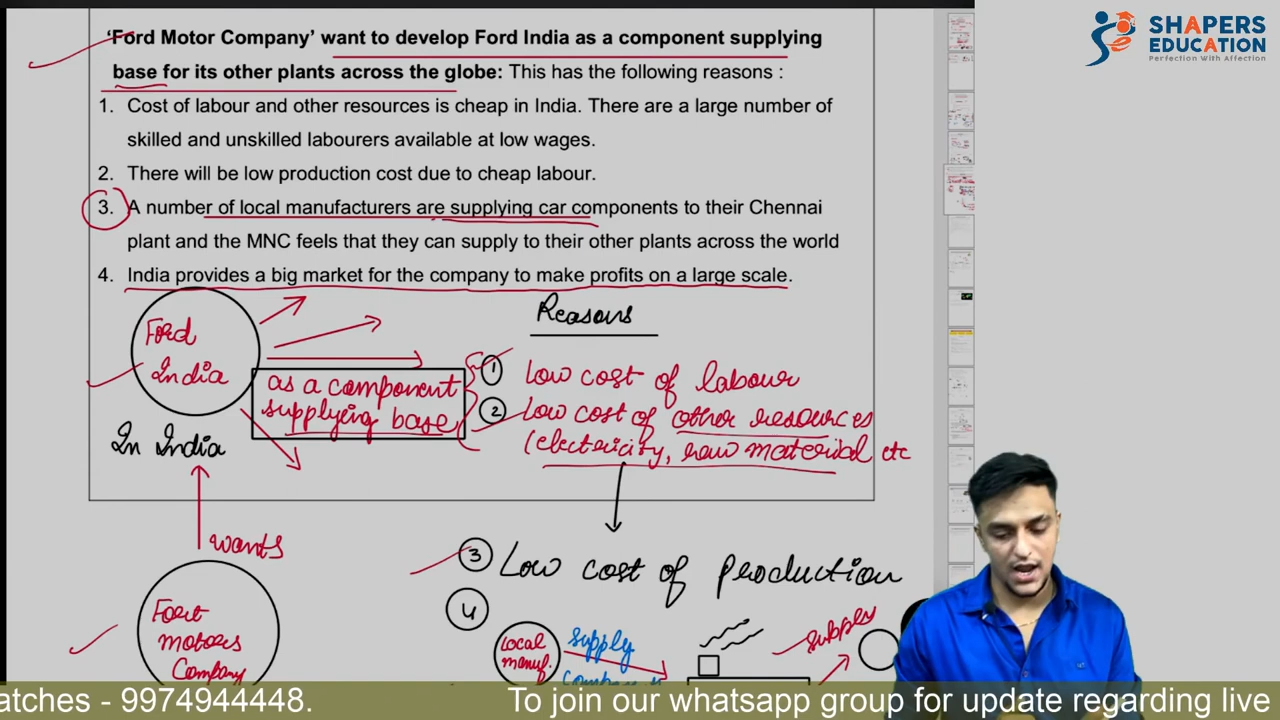 SHAPERS
EDUCATION
Perfection With Affection
‘Ford Motor Company’ want to develop Ford India as a component supplying
base for its other plants across the globe: This has the following reasons :
1. Cost of labour and other resources is cheap in India. There are a large number of
skilled and unskilled labourers available at low wages.
2. There will be low production cost due to cheap labour.
3. A number of local manufacturers are supplying car components to their Chennai
plant and the MNC feels that they can supply to their other plants across the world
4. India provides a big market for the company to make profits on a large scale.
Reasons
Ford
India
as a component
supplying base
In India
① Low cost of labour
② Low cost of other resources
(electricity, raw material etc
wants
③ Low cost of production
④
Fort
motors
Company
Local
manuf.
supply
supply
atches - 9974944448.
To join our whatsapp group for update regarding live